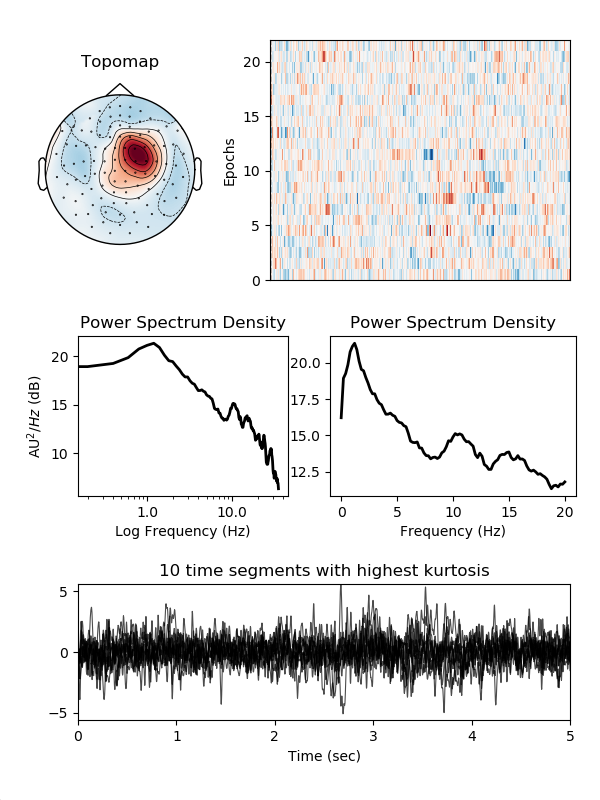 Topomap
Epochs
20
15
10
5
0
Power Spectrum Density
AU²/Hz (dB)
20
15
10
1.0 10.0
Log Frequency (Hz)
Power Spectrum Density
20.0
17.5
15.0
12.5
0 5 10 15 20
Frequency (Hz)
10 time segments with highest kurtosis
5
0
−5
0 1 2 3 4 5
Time (sec)